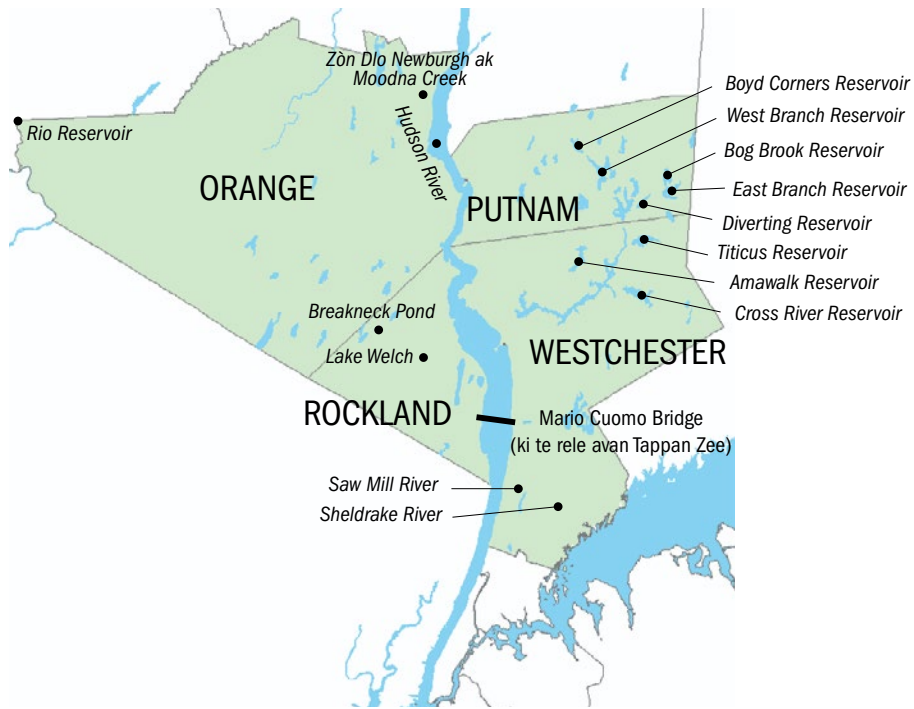 Zòn Dlo Newburgh ak
Moodna Creek
Rio Reservoir
Hudson River
ORANGE
PUTNAM
Boyd Corners Reservoir
West Branch Reservoir
Bog Brook Reservoir
East Branch Reservoir
Diverting Reservoir
Titicus Reservoir
Amawalk Reservoir
Cross River Reservoir
Breakneck Pond
Lake Welch
WESTCHESTER
ROCKLAND
Mario Cuomo Bridge
(ki te rele avan Tappan Zee)
Saw Mill River
Sheldrake River